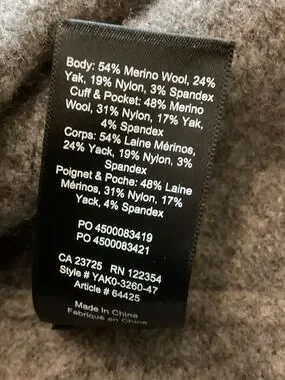 Body: 54% Merino Wool, 24%
Yak, 19% Nylon, 3% Spandex
Cuff & Pocket: 48% Merino
Wool, 31% Nylon, 17% Yak,
4% Spandex
Corps: 54% Laine Mérinos,
24% Yack, 19% Nylon, 3%
Spandex
Poignet & Poche: 48% Laine
Mérinos, 31% Nylon, 17%
Yack, 4% Spandex
PO 4500083419
PO 4500083421
CA 23725 RN 122354
Style # YAK0-3260-47
Article # 64425
Made In China
Fabriqué en Chine